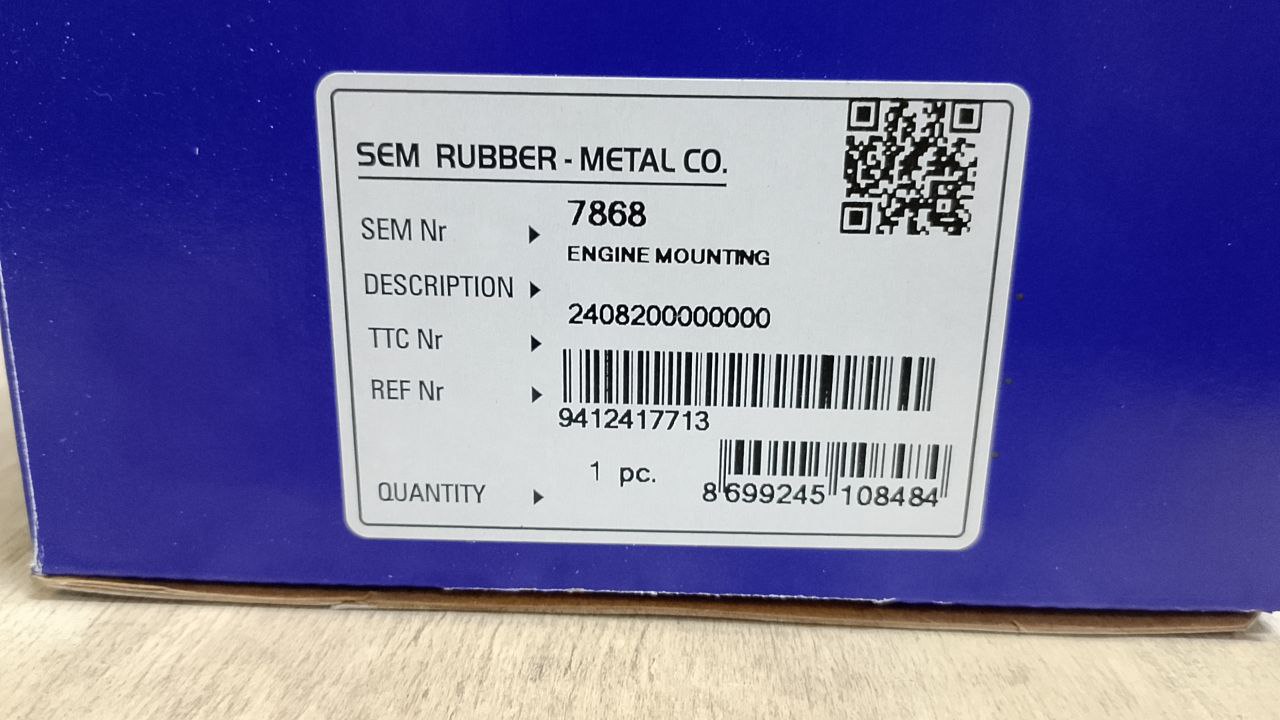 SEM RUBBER - METAL CO.
SEM Nr ▶ 7868
DESCRIPTION ▶ ENGINE MOUNTING
TTC Nr ▶ 2408200000000
REF Nr ▶
9412417713
QUANTITY ▶ 1 pc.
8 699245 108484